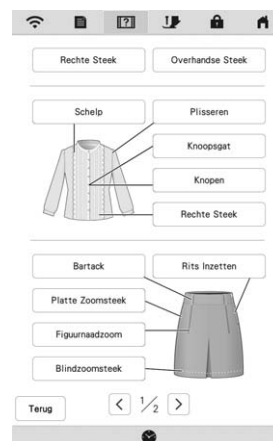 Rechte Steek
Overhandse Steek
Schelp
Plisseren
Knoopsgat
Knopen
Rechte Steek
Bartack
Rits Inzetten
Platte Zoomsteek
Figuurnaadzoom
Blindzoomsteek
Terug
1/2